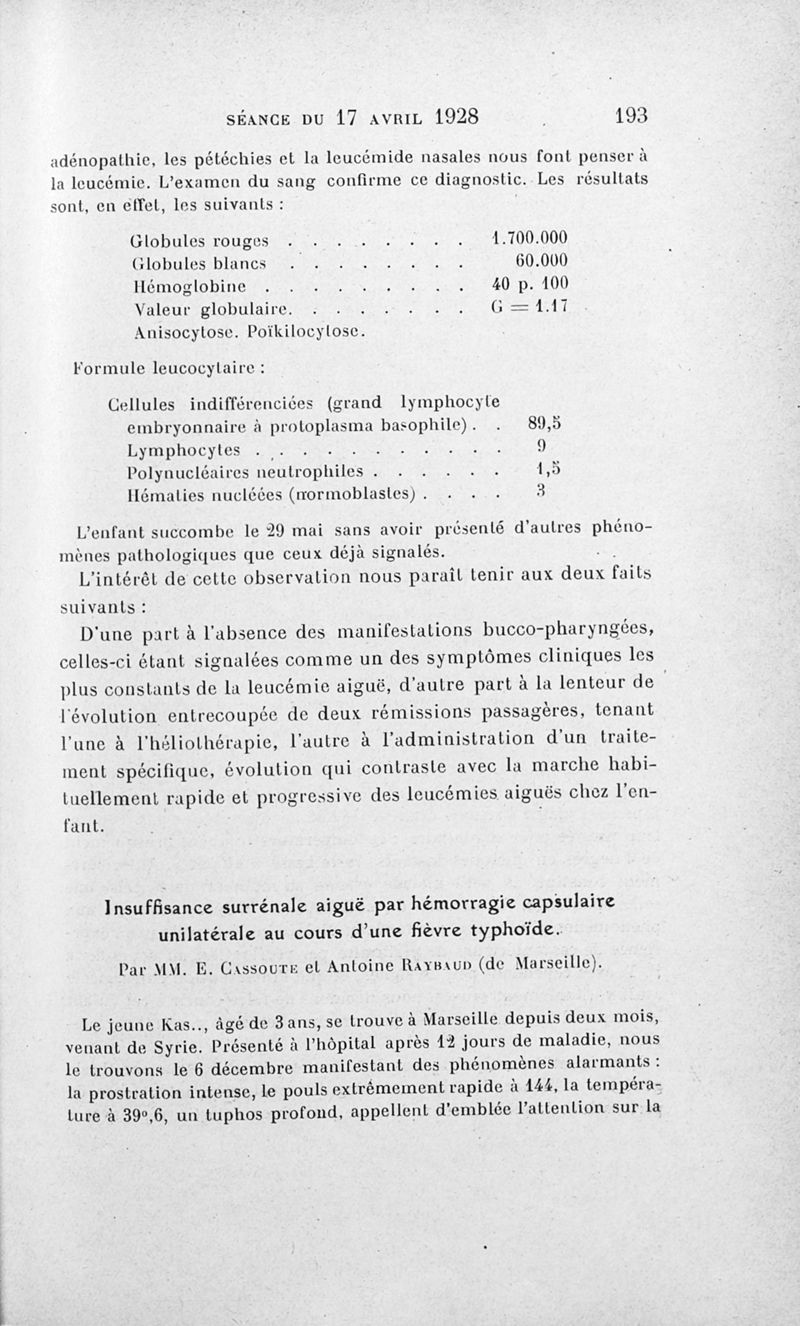 SÉANCE DU 17 AVRIL 1928 193
adénopathie, les pétéchies et la leucémide nasales nous font penser à
la leucémie. L'examen du sang confirme ce diagnostic. Les résultats
sont, en effet, les suivants :
Globules rouges . . . . . . . . 1.700.000
Globules blancs . . . . . . . . 60.000
Hémoglobine . . . . . . . . . 40 p. 100
Valeur globulaire. . . . . . . . G = 1.17
Anisocytose. Poïkilocytose.
Formule leucocytaire :
Cellules indifférenciées (grand lymphocyte
embryonnaire à protoplasma basophile) . . 89,5
Lymphocytes . . . . . . . . . . . 9
Polynucléaires neutrophiles . . . . . . 1,5
Hématies nucléées (normoblastes) . . . . 3
L'enfant succombe le 29 mai sans avoir présenté d'autres phéno-
mènes pathologiques que ceux déjà signalés.
L'intérêt de cette observation nous paraît tenir aux deux faits
suivants :
D'une part à l'absence des manifestations bucco-pharyngées,
celles-ci étant signalées comme un des symptômes cliniques les
plus constants de la leucémie aiguë, d'autre part à la lenteur de
l'évolution entrecoupée de deux rémissions passagères, tenant
l'une à l'héliothérapie, l'autre à l'administration d'un traite-
ment spécifique, évolution qui contraste avec la marche habi-
tuellement rapide et progressive des leucémies aiguës chez l'en-
fant.
Insuffisance surrénale aiguë par hémorragie capsulaire
unilatérale au cours d'une fièvre typhoïde.
Par MM. E. CASSOUTE et Antoine RAYBAUD (de Marseille).
Le jeune Kas.., âgé de 3 ans, se trouve à Marseille depuis deux mois,
venant de Syrie. Présenté à l'hôpital après 12 jours de maladie, nous
le trouvons le 6 décembre manifestant des phénomènes alarmants :
la prostration intense, le pouls extrêmement rapide à 144, la tempéra-
ture à 39°,6, un tuphos profond, appellent d'emblée l'attention sur la